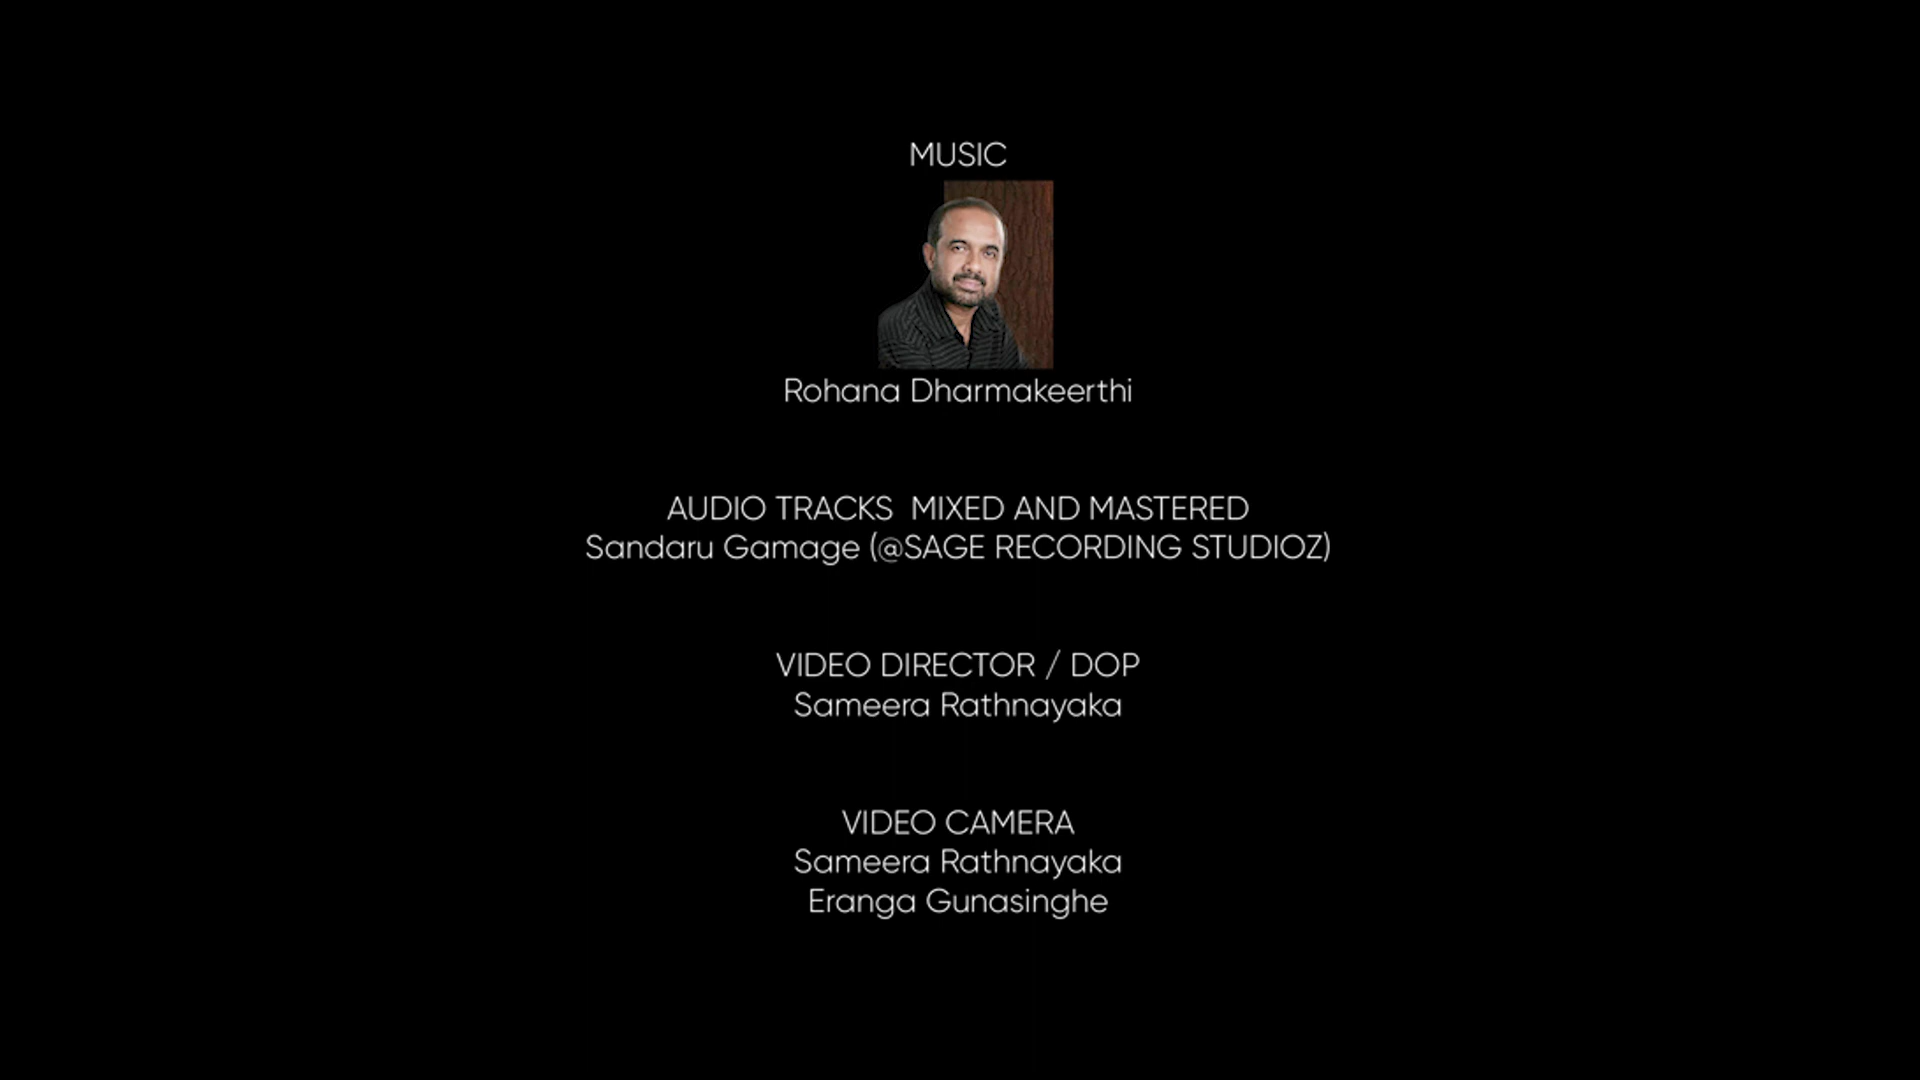 MUSIC
Rohana Dharmakeerthi
AUDIO TRACKS  MIXED AND MASTERED
Sandaru Gamage (@SAGE RECORDING STUDIOZ)
VIDEO DIRECTOR / DOP
Sameera Rathnayaka
VIDEO CAMERA
Sameera Rathnayaka
Eranga Gunasinghe